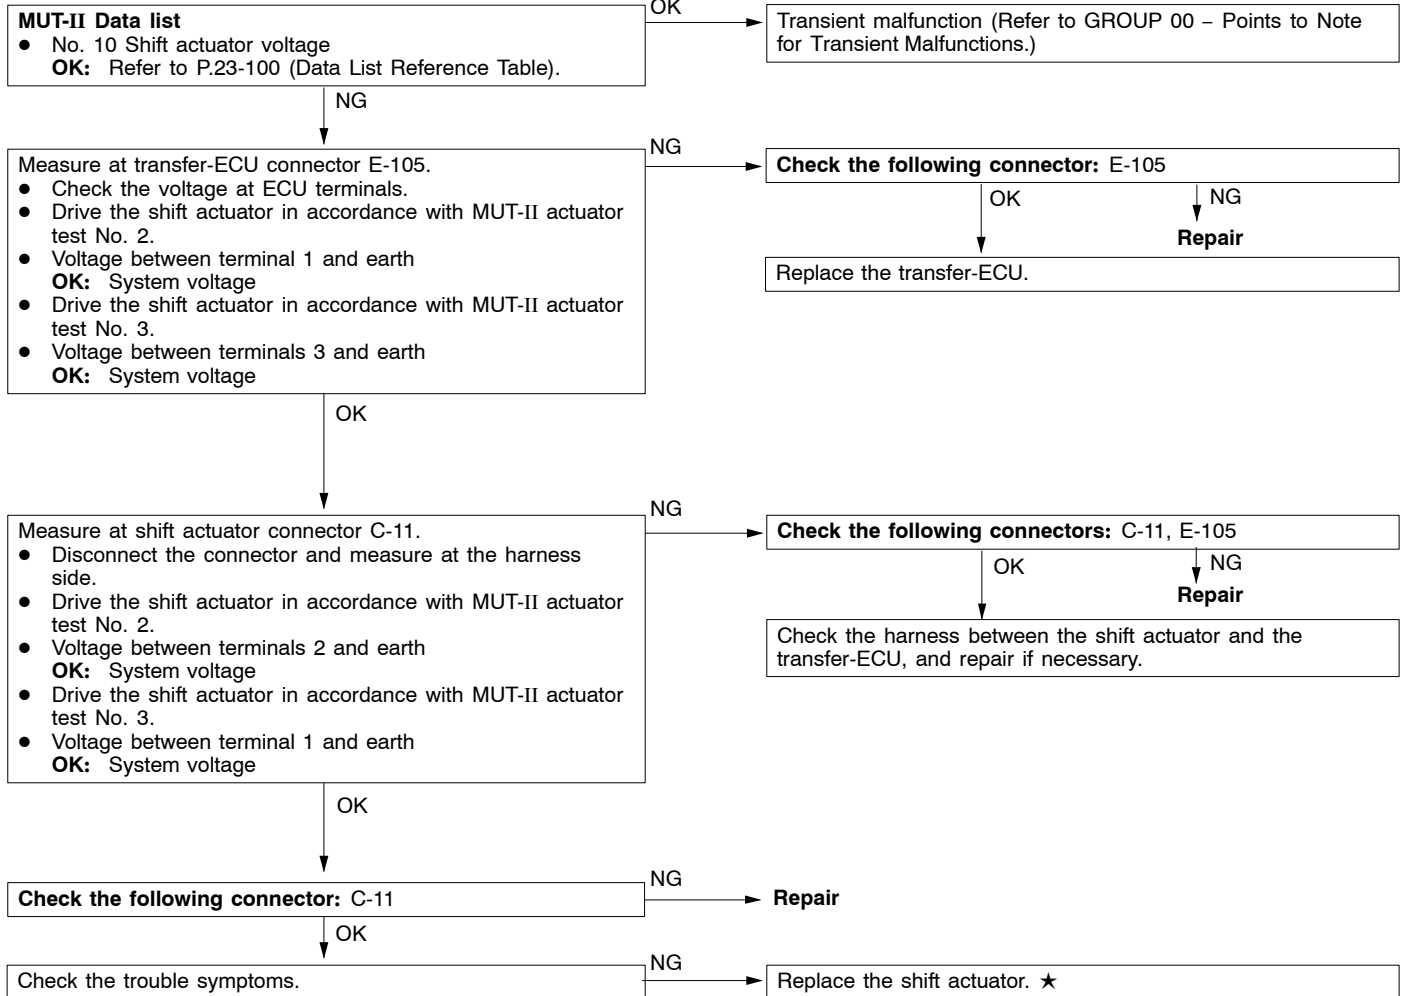 MUT-II Data list
● No. 10 Shift actuator voltage
OK: Refer to P.23-100 (Data List Reference Table).
OK
Transient malfunction (Refer to GROUP 00 – Points to Note
for Transient Malfunctions.)
NG
Measure at transfer-ECU connector E-105.
● Check the voltage at ECU terminals.
● Drive the shift actuator in accordance with MUT-II actuator
test No. 2.
● Voltage between terminal 1 and earth
OK: System voltage
● Drive the shift actuator in accordance with MUT-II actuator
test No. 3.
● Voltage between terminals 3 and earth
OK: System voltage
NG
Check the following connector: E-105
OK
NG
Repair
Replace the transfer-ECU.
OK
Measure at shift actuator connector C-11.
● Disconnect the connector and measure at the harness
side.
● Drive the shift actuator in accordance with MUT-II actuator
test No. 2.
● Voltage between terminals 2 and earth
OK: System voltage
● Drive the shift actuator in accordance with MUT-II actuator
test No. 3.
● Voltage between terminal 1 and earth
OK: System voltage
NG
Check the following connectors: C-11, E-105
OK
NG
Repair
Check the harness between the shift actuator and the
transfer-ECU, and repair if necessary.
OK
Check the following connector: C-11
NG
Repair
OK
Check the trouble symptoms.
NG
Replace the shift actuator. ★